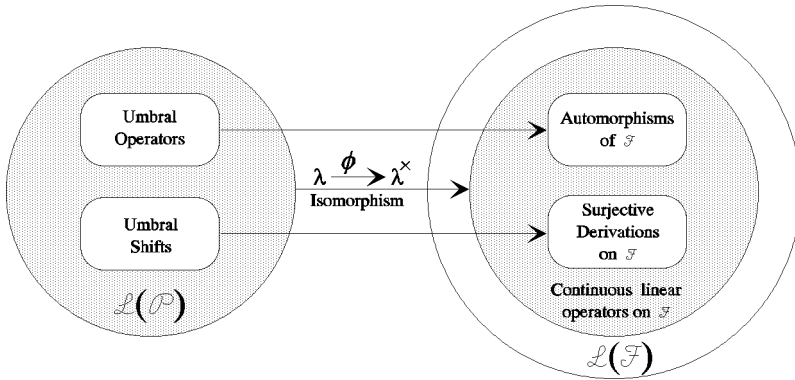 Umbral
Operators
Umbral
Shifts
ℒ(𝒫)
λ ϕ λ×
Isomorphism
Automorphisms
of ℱ
Surjective
Derivations
on ℱ
Continuous linear
operators on ℱ
ℒ(ℱ)